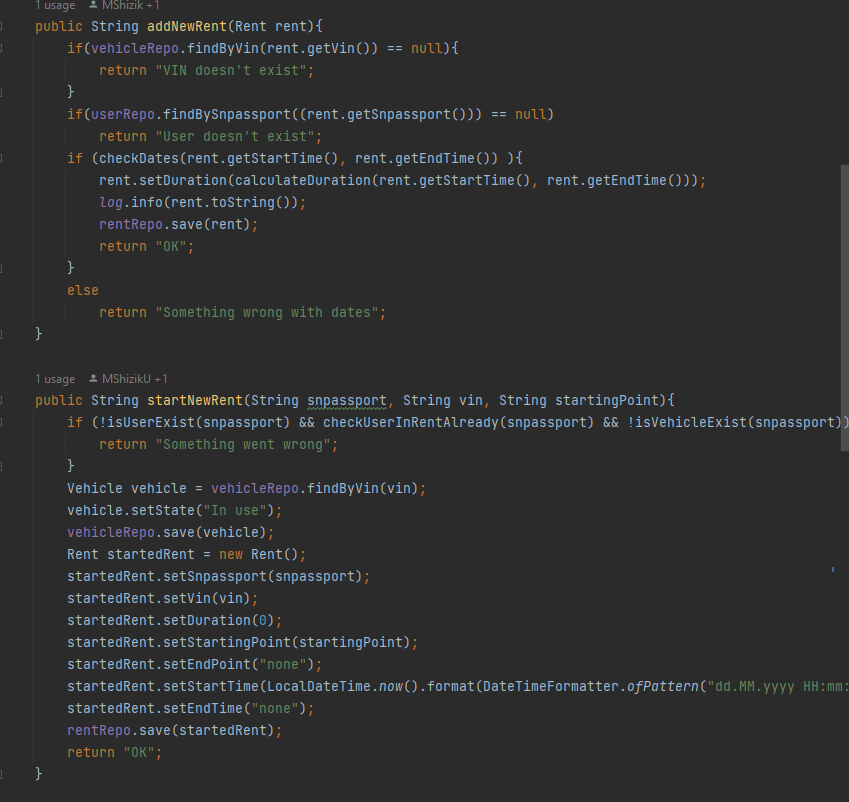 1 usage MShizik +1
public String addNewRent(Rent rent){
if(vehicleRepo.findByVin(rent.getVin()) == null){
return "VIN doesn't exist";
}
if(userRepo.findBySnpassport((rent.getSnpassport())) == null)
return "User doesn't exist";
if (checkDates(rent.getStartTime(), rent.getEndTime()) ){
rent.setDuration(calculateDuration(rent.getStartTime(), rent.getEndTime()));
log.info(rent.toString());
rentRepo.save(rent);
return "OK";
}
else
return "Something wrong with dates";
}
1 usage MShizikU +1
public String startNewRent(String snpassport, String vin, String startingPoint){
if (!isUserExist(snpassport) && checkUserInRentAlready(snpassport) && !isVehicleExist(snpassport))
return "Something went wrong";
}
Vehicle vehicle = vehicleRepo.findByVin(vin);
vehicle.setState("In use");
vehicleRepo.save(vehicle);
Rent startedRent = new Rent();
startedRent.setSnpassport(snpassport);
startedRent.setVin(vin);
startedRent.setDuration(0);
startedRent.setStartingPoint(startingPoint);
startedRent.setEndPoint("none");
startedRent.setStartTime(LocalDateTime.now().format(DateTimeFormatter.ofPattern("dd.MM.yyyy HH:mm:
startedRent.setEndTime("none");
rentRepo.save(startedRent);
return "OK";
}